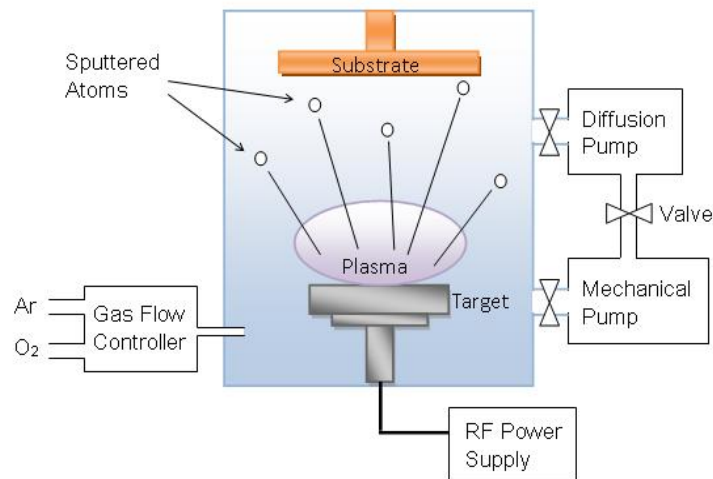 Substrate
Sputtered
Atoms
Diffusion
Pump
Valve
Plasma
Target
Mechanical
Pump
Ar
O₂
Gas Flow
Controller
RF Power
Supply